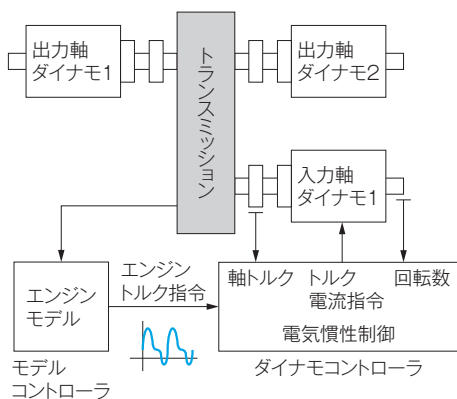 出力軸
ダイナモ1
トランスミッション
出力軸
ダイナモ2
入力軸
ダイナモ1
エンジン
モデル
エンジン
トルク指令
軸トルク
トルク
電流指令
回転数
電気慣性制御
モデル
コントローラ
ダイナモコントローラ